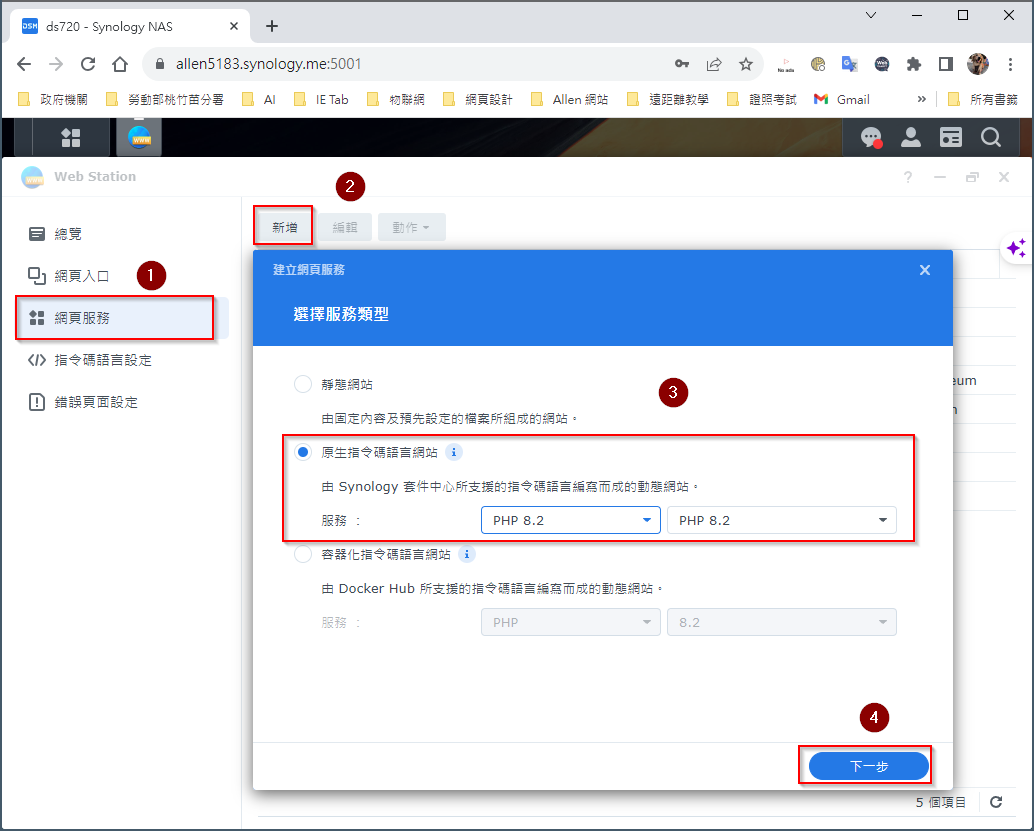 DSM ds720 - Synology NAS
allen5183.synology.me:5001
政府機關 勞動部桃竹苗分署 AI IE Tab 物聯網 網頁設計 Allen 網站 遠距離教學 證照考試 Gmail » 所有書籤
Web Station
2
新增 編輯 動作
總覽
網頁入口 1
網頁服務
指令碼語言設定
錯誤頁面設定
建立網頁服務
選擇服務類型
靜態網站
3
由固定內容及預先設定的檔案所組成的網站。
原生指令碼語言網站
由 Synology 套件中心所支援的指令碼語言編寫而成的動態網站。
服務 : PHP 8.2 PHP 8.2
容器化指令碼語言網站
由 Docker Hub 所支援的指令碼語言編寫而成的動態網站。
服務 : PHP 8.2
4
下一步
5 個項目